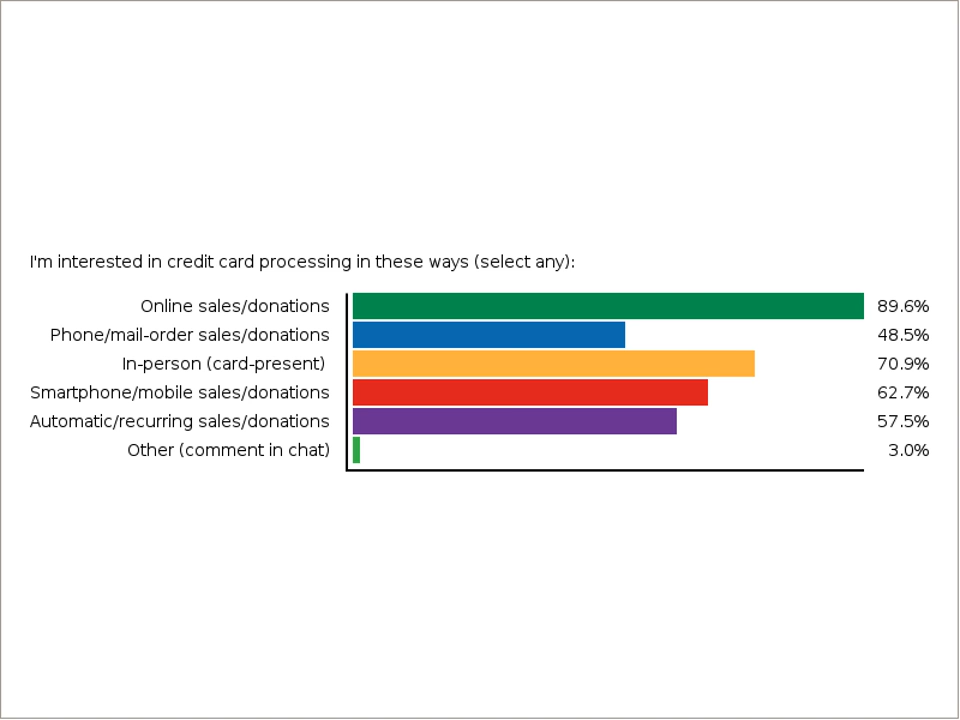 I'm interested in credit card processing in these ways (select any):
Online sales/donations 89.6%
Phone/mail-order sales/donations 48.5%
In-person (card-present) 70.9%
Smartphone/mobile sales/donations 62.7%
Automatic/recurring sales/donations 57.5%
Other (comment in chat) 3.0%